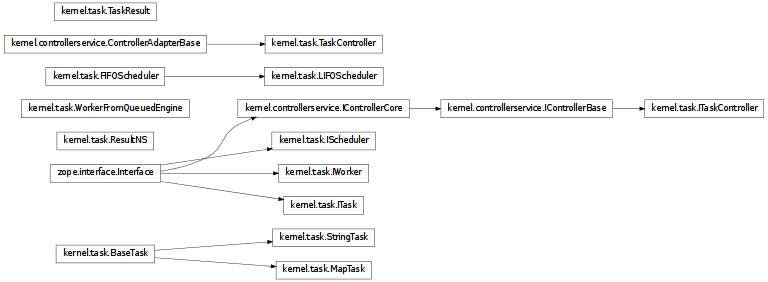 kernel.task.TaskResult
kernel.controllerservice.ControllerAdapterBase
kernel.task.TaskController
kernel.task.FIFOScheduler
kernel.task.LIFOScheduler
kernel.task.WorkerFromQueuedEngine
kernel.controllerservice.IControllerCore
kernel.controllerservice.IControllerBase
kernel.task.ITaskController
kernel.task.ResultNS
kernel.task.IScheduler
zope.interface.Interface
kernel.task.IWorker
kernel.task.ITask
kernel.task.StringTask
kernel.task.BaseTask
kernel.task.MapTask